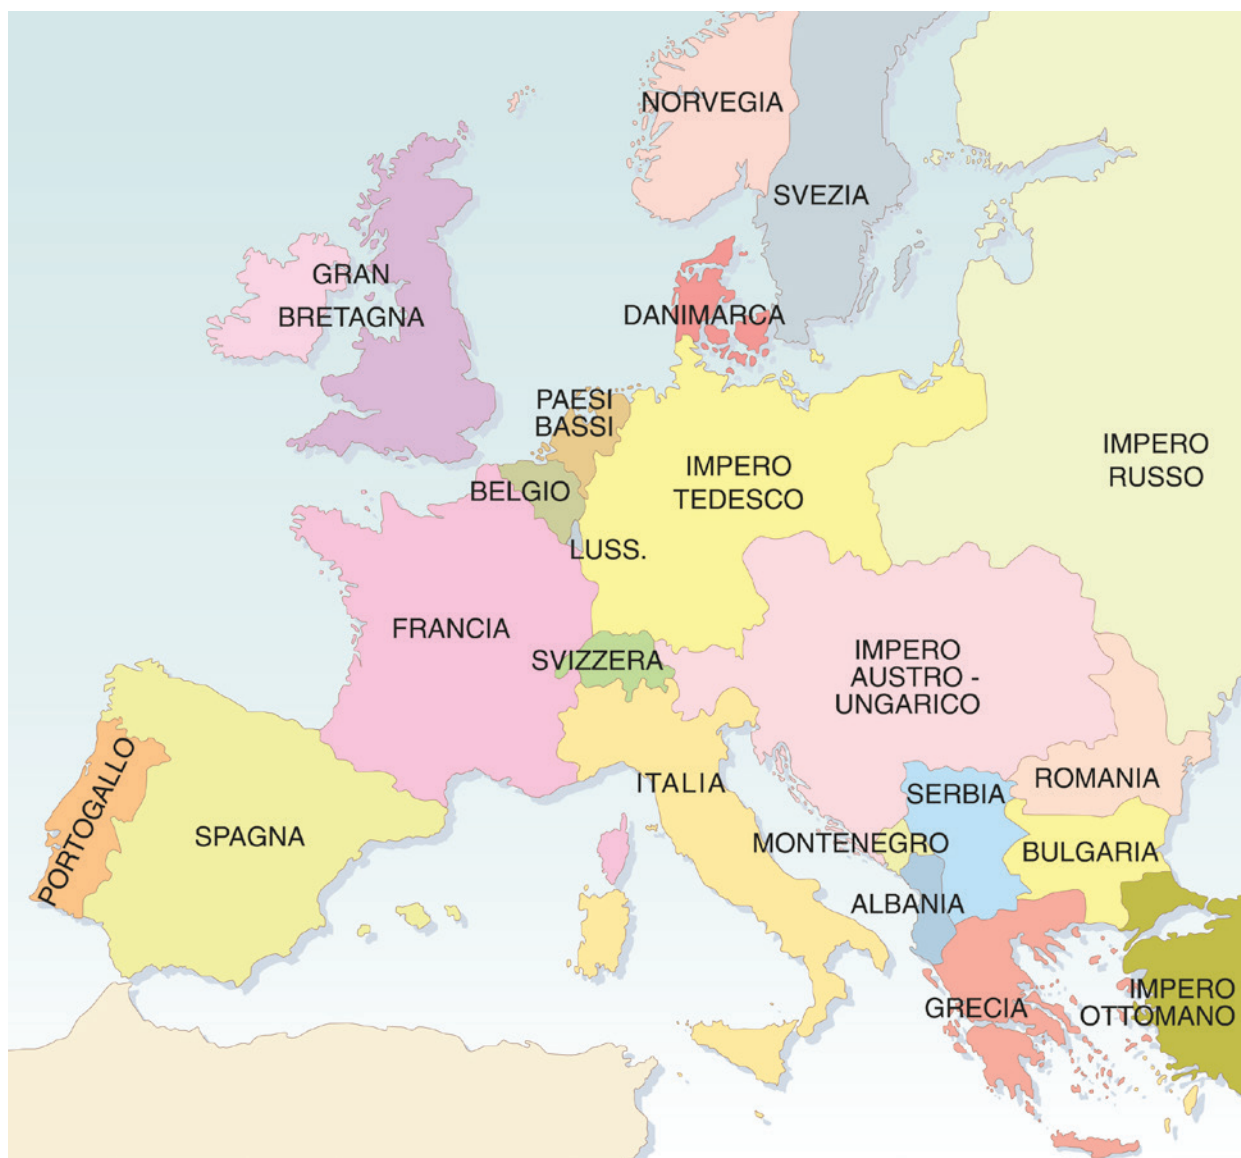 NORVEGIA
SVEZIA
GRAN
BRETAGNA
DANIMARCA
PAESI
BASSI
IMPERO
TEDESCO
IMPERO
RUSSO
BELGIO
LUSS.
FRANCIA
SVIZZERA
IMPERO
AUSTRO -
UNGARICO
PORTOGALLO
SPAGNA
ITALIA
SERBIA
ROMANIA
MONTENEGRO
BULGARIA
ALBANIA
GRECIA
IMPERO
OTTOMANO